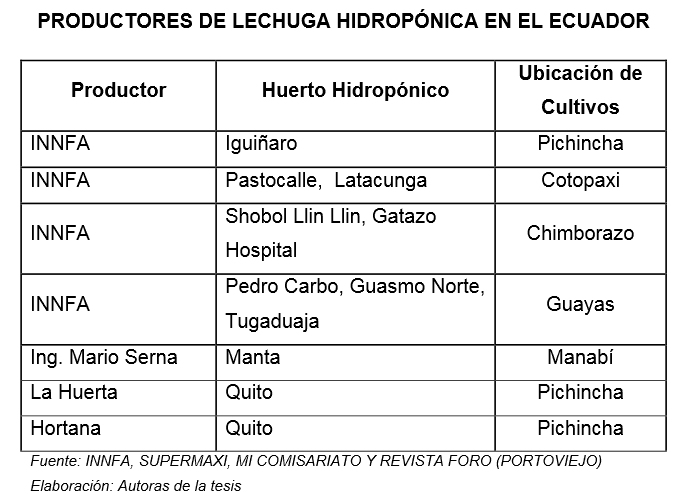 PRODUCTORES DE LECHUGA HIDROPÓNICA EN EL ECUADOR
Productor Huerto Hidropónico Ubicación de Cultivos
INNFA Iguiñaro Pichincha
INNFA Pastocalle, Latacunga Cotopaxi
INNFA Shobol Llin Llin, Gatazo Hospital Chimborazo
INNFA Pedro Carbo, Guasmo Norte, Tugaduaja Guayas
Ing. Mario Serna Manta Manabí
La Huerta Quito Pichincha
Hortana Quito Pichincha
Fuente: INNFA, SUPERMAXI, MI COMISARIATO Y REVISTA FORO (PORTOVIEJO)
Elaboración: Autoras de la tesis